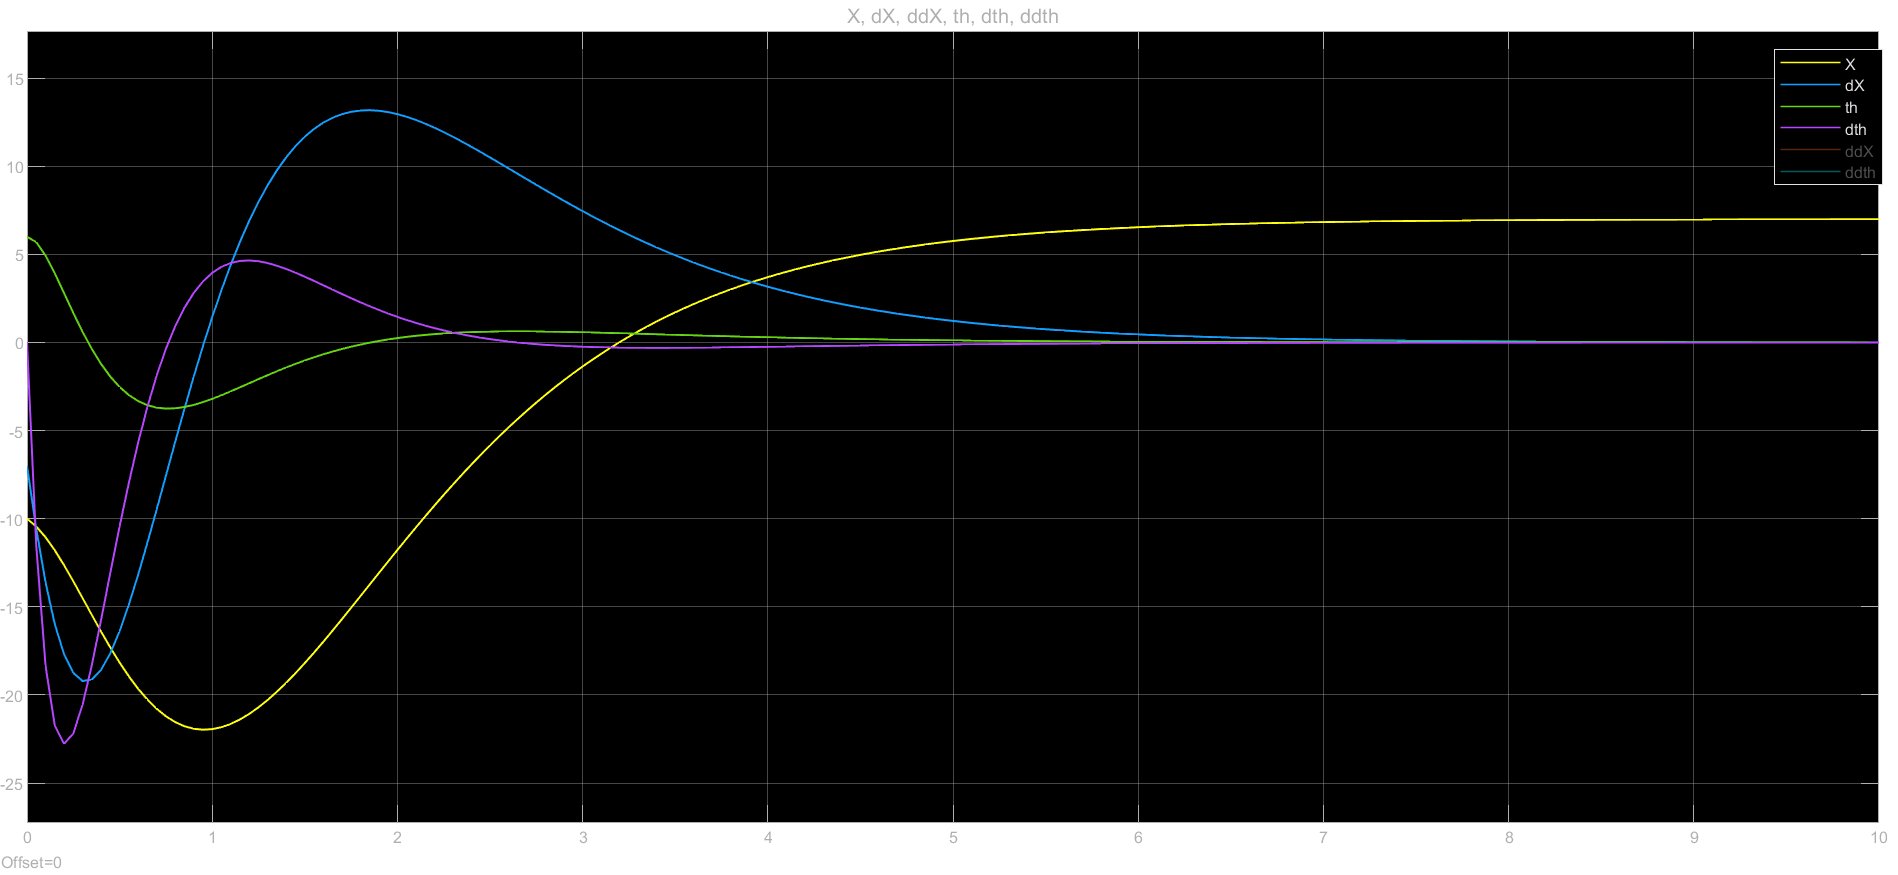 X, dX, ddX, th, dth, ddth
X
dX
th
dth
ddX
ddth
15
10
5
0
-5
-10
-15
-20
-25
0 1 2 3 4 5 6 7 8 9 10
Offset=0